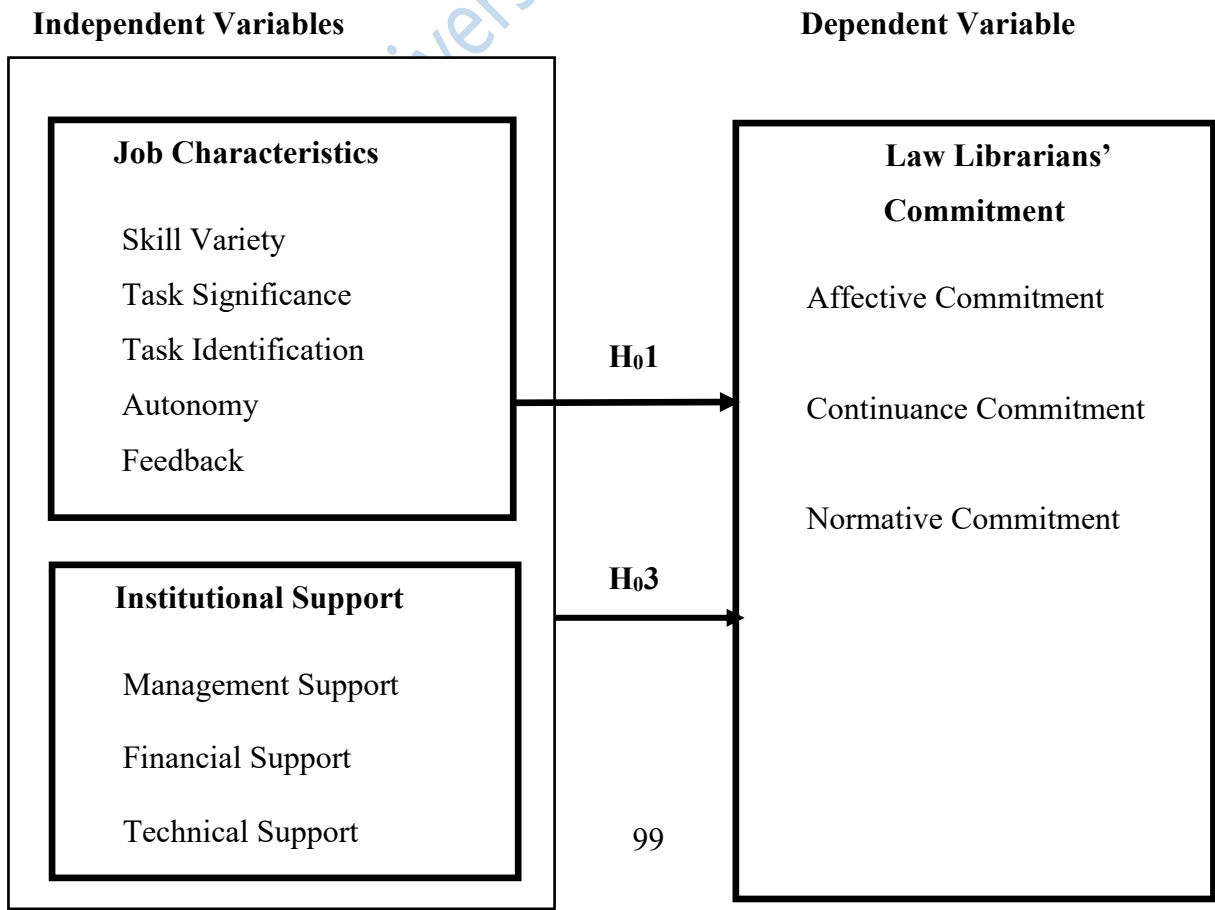 Independent Variables
Dependent Variable
Job Characteristics
Skill Variety
Task Significance
Task Identification
Autonomy
Feedback
H₀1
Law Librarians’
Commitment
Affective Commitment
Continuance Commitment
Normative Commitment
H₀3
Institutional Support
Management Support
Financial Support
Technical Support
99